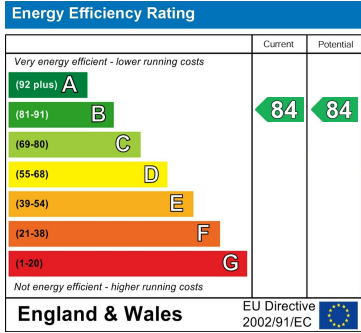 Energy Efficiency Rating
Current Potential
Very energy efficient - lower running costs
(92 plus) A
(81-91) B 84 84
(69-80) C
(55-68) D
(39-54) E
(21-38) F
(1-20) G
Not energy efficient - higher running costs
England & Wales
EU Directive
2002/91/EC